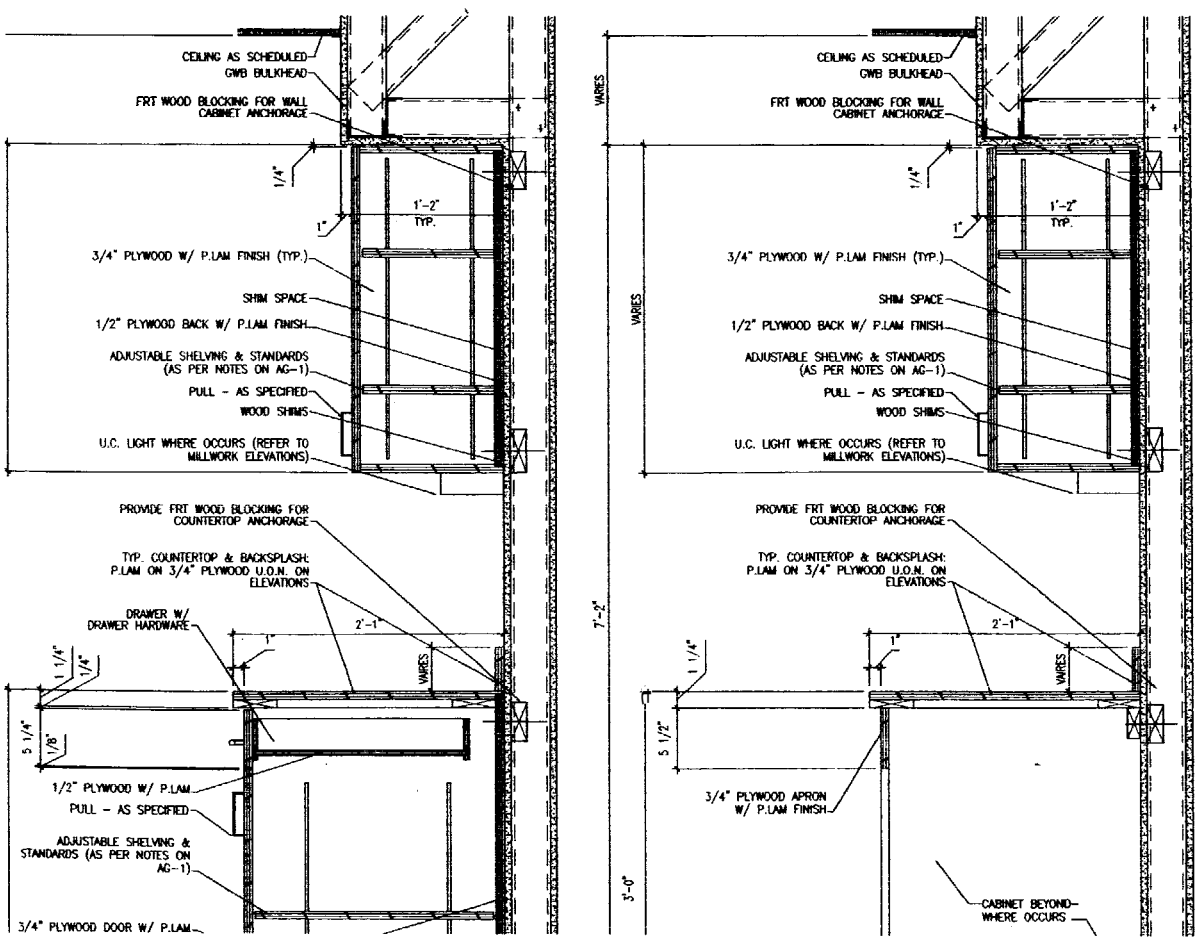 CEILING AS SCHEDULED
GWB BULKHEAD
FRT WOOD BLOCKING FOR WALL
CABINET ANCHORAGE
1/4"
1'-2"
TYP.
1"
3/4" PLYWOOD W/ P.LAM FINISH (TYP.)
SHIM SPACE
1/2" PLYWOOD BACK W/ P.LAM FINISH
ADJUSTABLE SHELVING & STANDARDS
(AS PER NOTES ON AG-1)
PULL - AS SPECIFIED
WOOD SHIMS
U.C. LIGHT WHERE OCCURS (REFER TO
MILLWORK ELEVATIONS)
PROVIDE FRT WOOD BLOCKING FOR
COUNTERTOP ANCHORAGE
TYP. COUNTERTOP & BACKSPLASH:
P.LAM ON 3/4" PLYWOOD U.O.N. ON
ELEVATIONS
DRAWER W/
DRAWER HARDWARE
2'-1"
1"
VARIES
1 1/4"
1/4"
5 1/4"
1/8"
1/2" PLYWOOD W/ P.LAM
PULL - AS SPECIFIED
ADJUSTABLE SHELVING &
STANDARDS (AS PER NOTES ON
AG-1)
3/4" PLYWOOD DOOR W/ P.LAM
CEILING AS SCHEDULED
GWB BULKHEAD
VARIES
FRT WOOD BLOCKING FOR WALL
CABINET ANCHORAGE
1/4"
1'-2"
TYP.
1"
3/4" PLYWOOD W/ P.LAM FINISH (TYP.)
SHIM SPACE
VARIES
1/2" PLYWOOD BACK W/ P.LAM FINISH
ADJUSTABLE SHELVING & STANDARDS
(AS PER NOTES ON AG-1)
PULL - AS SPECIFIED
WOOD SHIMS
U.C. LIGHT WHERE OCCURS (REFER TO
MILLWORK ELEVATIONS)
PROVIDE FRT WOOD BLOCKING FOR
COUNTERTOP ANCHORAGE
TYP. COUNTERTOP & BACKSPLASH:
P.LAM ON 3/4" PLYWOOD U.O.N. ON
ELEVATIONS
7'-2"
2'-1"
1"
VARIES
1 1/4"
5 1/2"
3/4" PLYWOOD APRON
W/ P.LAM FINISH
3'-0"
CABINET BEYOND-
WHERE OCCURS